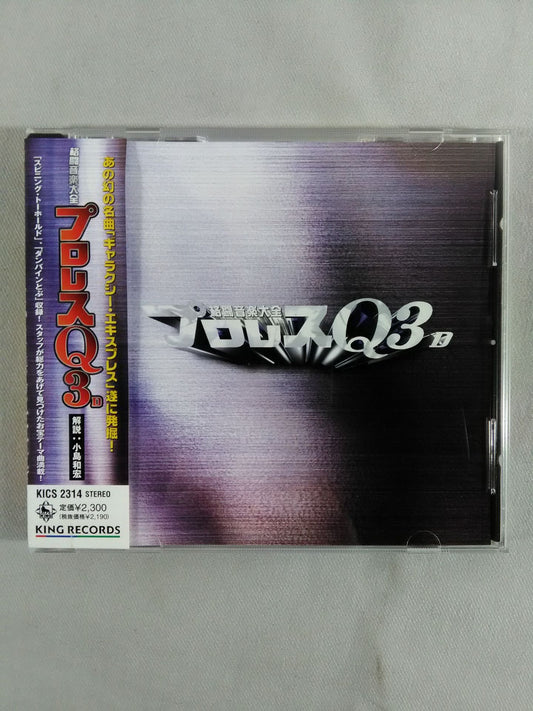 あの幻の名曲「ギャラクシー・エキスプレス」遂に発掘!
格闘音楽大全
プロレスQ3
解説:小島和宏
「スピニング・トーホールド」、「ダンバインとぶ」収録! スタッフが総力をあげて見つけたお宝テーマ曲満載!
KICS 2314 STEREO
定価¥2,300
(税抜価格¥2,190)
KING RECORDS
格闘音楽大全
プロレスQ3